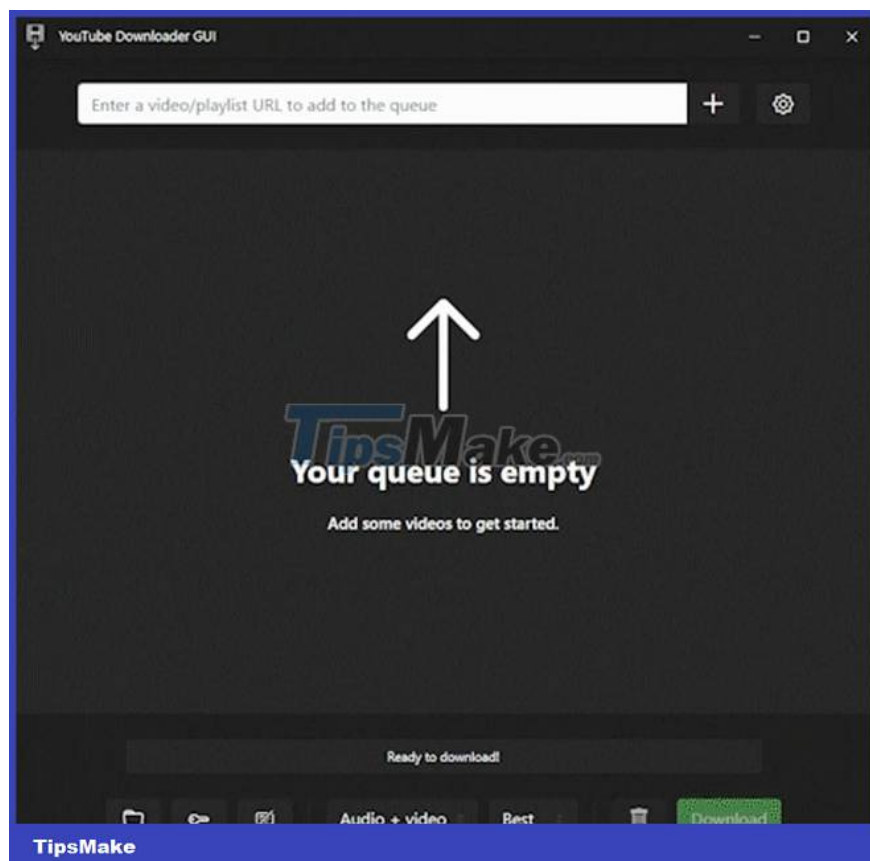 YouTube Downloader GUI
Enter a video/playlist URL to add to the queue
TipsMake.com
Your queue is empty
Add some videos to get started.
Ready to download!
Audio + video Best Download
TipsMake